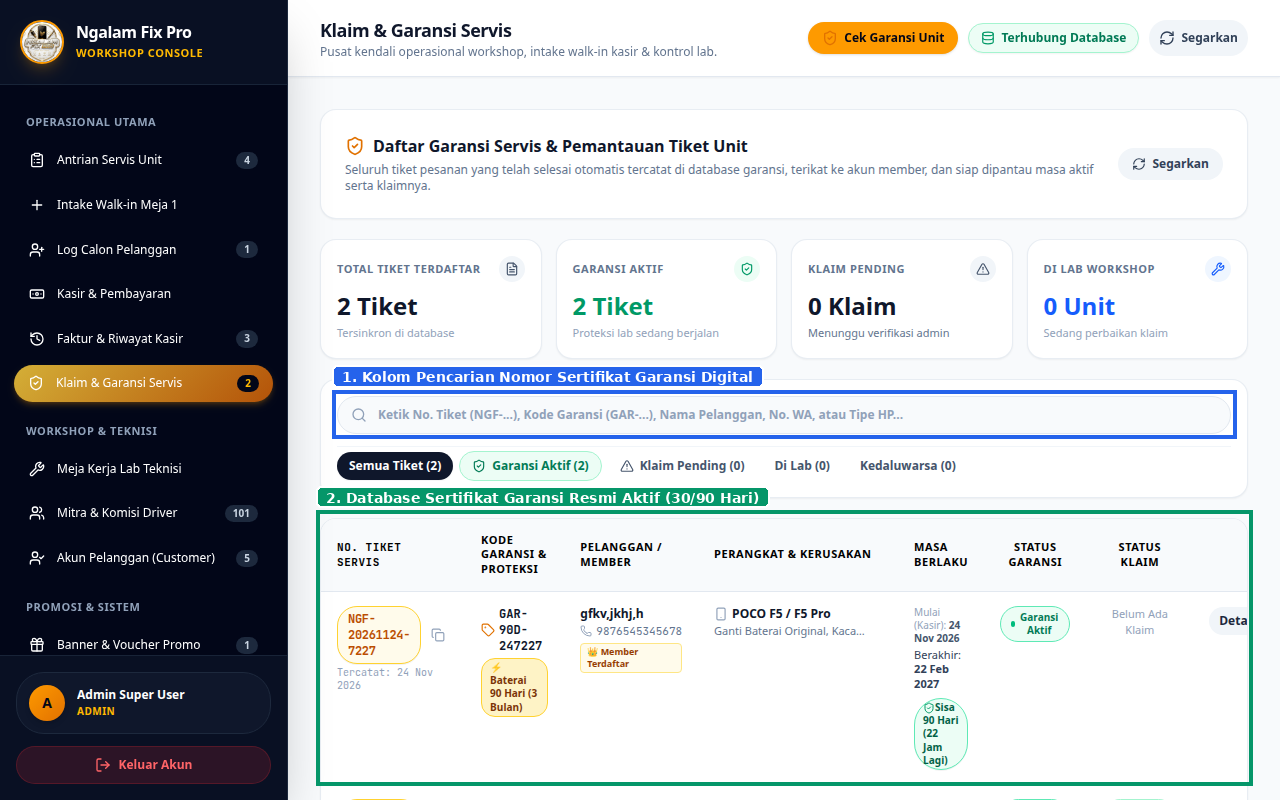 Ngalam Fix Pro
WORKSHOP CONSOLE
OPERASIONAL UTAMA
Antrian Servis Unit 4
Intake Walk-in Meja 1
Log Calon Pelanggan 1
Kasir & Pembayaran
Faktur & Riwayat Kasir 3
Klaim & Garansi Servis 2
WORKSHOP & TEKNISI
Meja Kerja Lab Teknisi
Mitra & Komisi Driver 101
Akun Pelanggan (Customer) 5
PROMOSI & SISTEM
Banner & Voucher Promo 1
A
Admin Super User
ADMIN
Keluar Akun
Klaim & Garansi Servis
Pusat kendali operasional workshop, intake walk-in kasir & kontrol lab.
Cek Garansi Unit
Terhubung Database
Segarkan
Daftar Garansi Servis & Pemantauan Tiket Unit
Seluruh tiket pesanan yang telah selesai otomatis tercatat di database garansi, terikat ke akun member, dan siap dipantau masa aktif
serta klaimnya.
Segarkan
TOTAL TIKET TERDAFTAR
2 Tiket
Tersinkron di database
GARANSI AKTIF
2 Tiket
Proteksi lab sedang berjalan
KLAIM PENDING
0 Klaim
Menunggu verifikasi admin
DI LAB WORKSHOP
0 Unit
Sedang perbaikan klaim
1. Kolom Pencarian Nomor Sertifikat Garansi Digital
Ketik No. Tiket (NGF-...), Kode Garansi (GAR-...), Nama Pelanggan, No. WA, atau Tipe HP...
Semua Tiket (2)
Garansi Aktif (2)
Klaim Pending (0)
Di Lab (0)
Kedaluwarsa (0)
2. Database Sertifikat Garansi Resmi Aktif (30/90 Hari)
NO. TIKET
SERVIS
KODE
GARANSI &
PROTEKSI
PELANGGAN /
MEMBER
PERANGKAT & KERUSAKAN
MASA
BERLAKU
STATUS
GARANSI
STATUS
KLAIM
NGF-
20261124-
7227
Tercatat: 24 Nov
2026
GAR-
90D-
247227
⚡
Baterai
90 Hari (3
Bulan)
gfkv,jkhj,h
9876545345678
👑 Member
Terdaftar
POCO F5 / F5 Pro
Ganti Baterai Original, Kaca...
Mulai
(Kasir): 24
Nov 2026
Berakhir:
22 Feb
2027
Sisa
90 Hari
(22
Jam
Lagi)
Garansi
Aktif
Belum Ada
Klaim
Deta